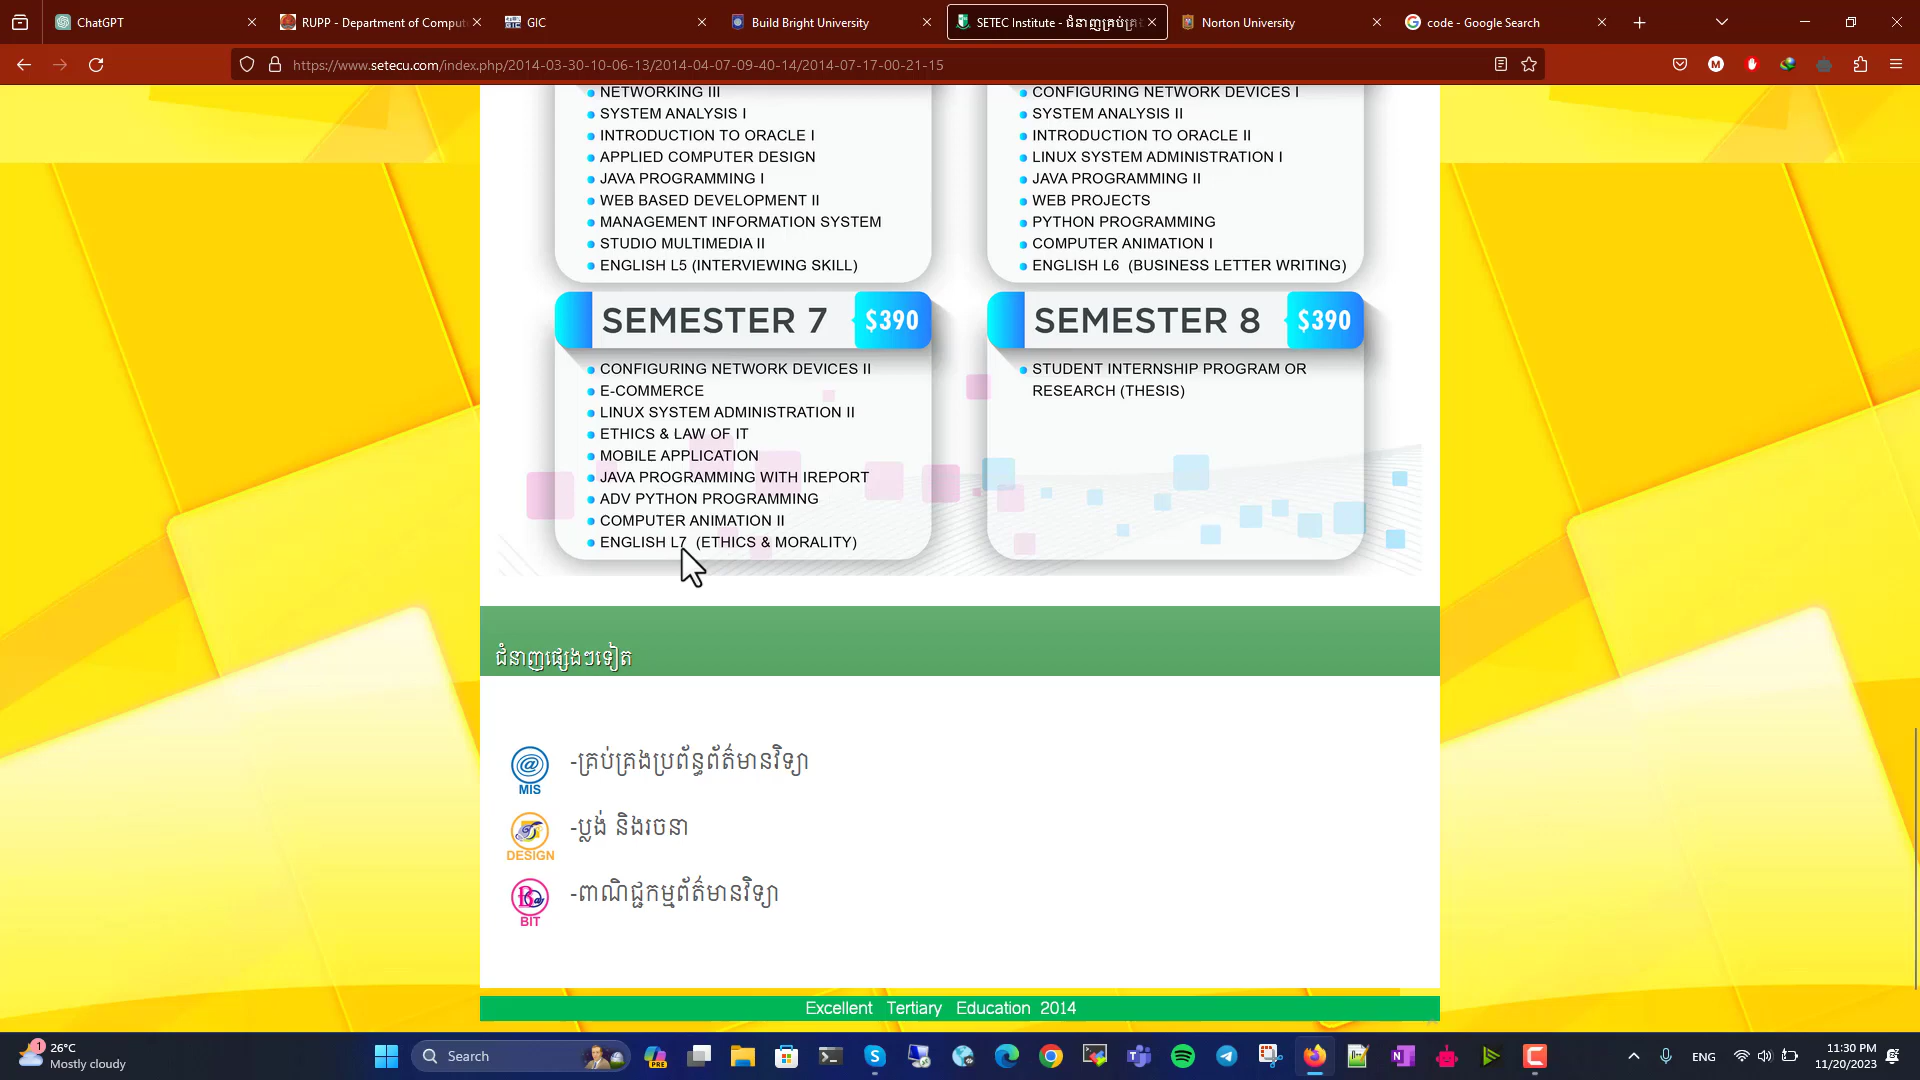 ChatGPT
RUPP - Department of Comput
GIC
Build Bright University
SETEC Institute - ជំនាញគ្រប់គ្រង
Norton University
code - Google Search
https://www.setecu.com/index.php/2014-03-30-10-06-13/2014-04-07-09-40-14/2014-07-17-00-21-15
NETWORKING III
SYSTEM ANALYSIS I
INTRODUCTION TO ORACLE I
APPLIED COMPUTER DESIGN
JAVA PROGRAMMING I
WEB BASED DEVELOPMENT II
MANAGEMENT INFORMATION SYSTEM
STUDIO MULTIMEDIA II
ENGLISH L5 (INTERVIEWING SKILL)
CONFIGURING NETWORK DEVICES I
SYSTEM ANALYSIS II
INTRODUCTION TO ORACLE II
LINUX SYSTEM ADMINISTRATION I
JAVA PROGRAMMING II
WEB PROJECTS
PYTHON PROGRAMMING
COMPUTER ANIMATION I
ENGLISH L6 (BUSINESS LETTER WRITING)
SEMESTER 7 $390
CONFIGURING NETWORK DEVICES II
E-COMMERCE
LINUX SYSTEM ADMINISTRATION II
ETHICS & LAW OF IT
MOBILE APPLICATION
JAVA PROGRAMMING WITH IREPORT
ADV PYTHON PROGRAMMING
COMPUTER ANIMATION II
ENGLISH L7 (ETHICS & MORALITY)
SEMESTER 8 $390
STUDENT INTERNSHIP PROGRAM OR
RESEARCH (THESIS)
ជំនាញផ្សេងៗទៀត
MIS
-គ្រប់គ្រងប្រព័ន្ធព័ត៌មានវិទ្យា
DESIGN
-ប្លង់ និងរចនា
BIT
-ពាណិជ្ជកម្មព័ត៌មានវិទ្យា
Excellent Tertiary Education 2014
26°C
Mostly cloudy
Search
ENG
11:30 PM
11/20/2023